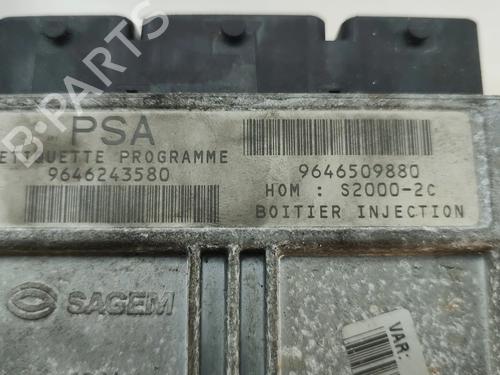 PSA
ETIQUETTE PROGRAMME
9646243580
9646509880
HOM : S2000-2C
BOITIER INJECTION
SAGEM
VAR:
B-PARTS